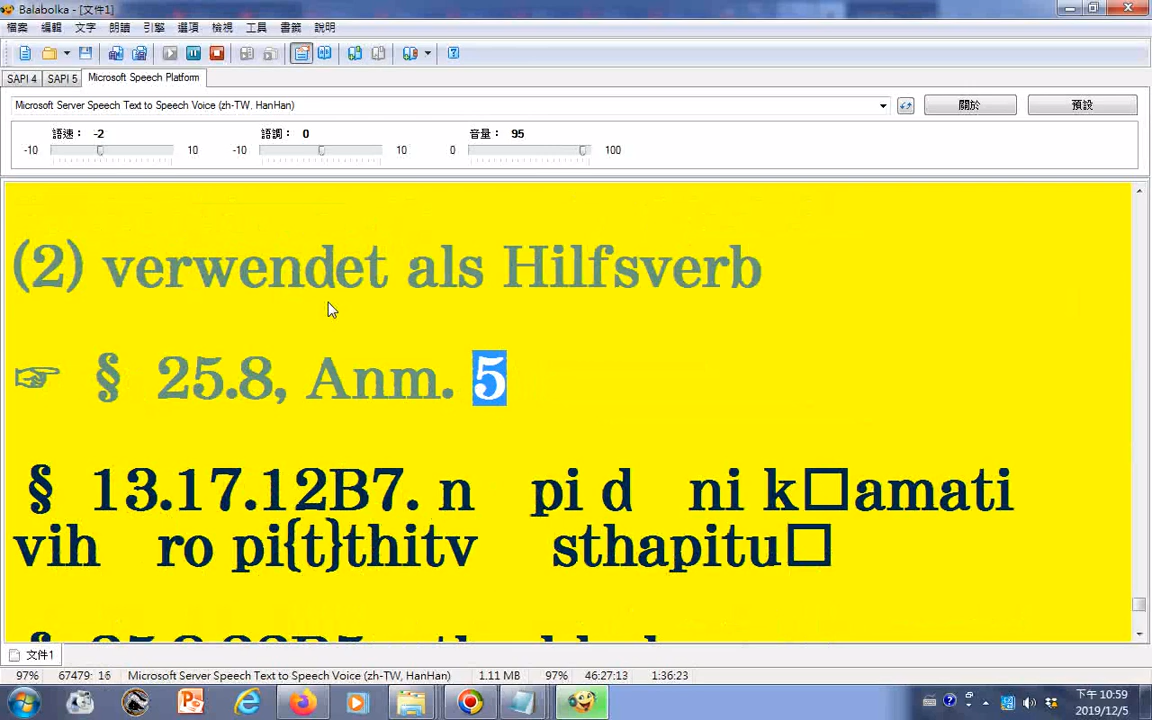 Balabolka - [文件1]
檔案 編輯 文字 朗讀 引擎 選項 檢視 工具 書籤 說明
SAPI 4 SAPI 5 Microsoft Speech Platform
Microsoft Server Speech Text to Speech Voice (zh-TW, HanHan) 關於 預設
語速： -2 語調： 0 音量： 95
-10 10 -10 10 0 100
(2) verwendet als Hilfsverb
☞ § 25.8, Anm. 5
§ 13.17.12B7. n pi d ni k□amati
vih ro pi{t}thitv sthapitu□
文件1
97% 67479: 16 Microsoft Server Speech Text to Speech Voice (zh-TW, HanHan) 1.11 MB 97% 46:27:13 1:36:23
下午 10:59
2019/12/5